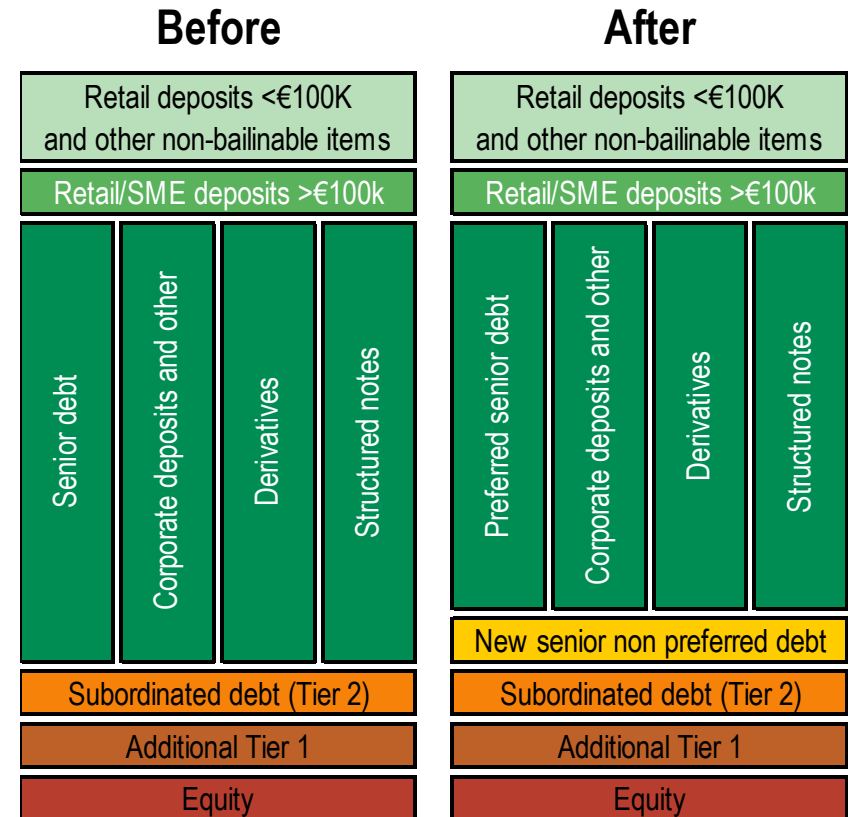 Before
Retail deposits <€100K
and other non-bailinable items
Retail/SME deposits >€100k
Senior debt
Corporate deposits and other
Derivatives
Structured notes
Subordinated debt (Tier 2)
Additional Tier 1
Equity
After
Retail deposits <€100K
and other non-bailinable items
Retail/SME deposits >€100k
Preferred senior debt
Corporate deposits and other
Derivatives
Structured notes
New senior non preferred debt
Subordinated debt (Tier 2)
Additional Tier 1
Equity